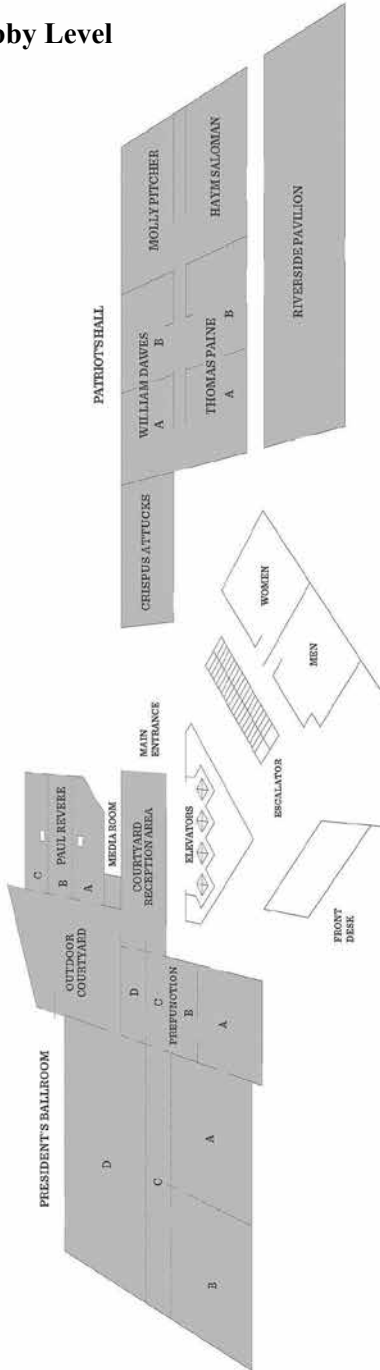 bby Level
PATRIOT'S HALL
MOLLY PITCHER
HAYM SALOMAN
WILLIAM DAWES
A
B
THOMAS PAINE
A
B
RIVERSIDE PAVILION
CRISPUS ATTUCKS
WOMEN
MEN
ESCALATOR
MAIN
ENTRANCE
ELEVATORS
FRONT
DESK
C
PAUL REVERE
B
A
MEDIA ROOM
COURTYARD
RECEPTION AREA
OUTDOOR
COURTYARD
D
C
PREFUNCTION
B
A
PRESIDENT'S BALLROOM
D
C
A
B